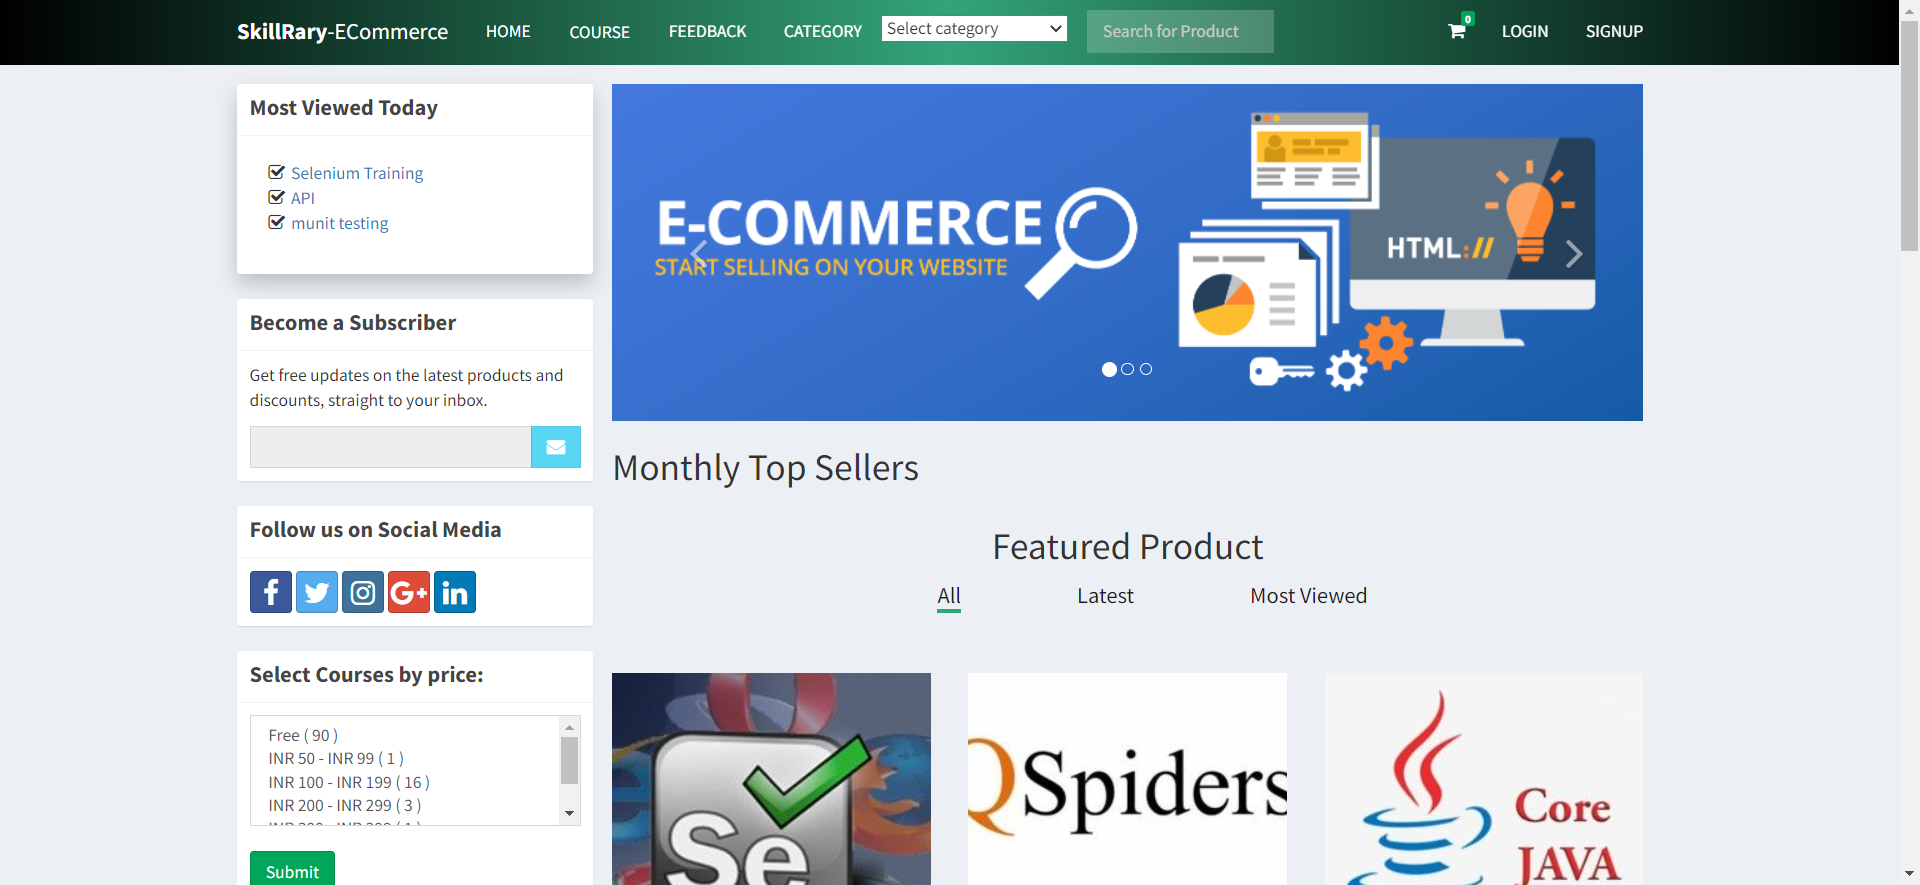 SkillRary-ECommerce
HOME
COURSE
FEEDBACK
CATEGORY
Select category
Search for Product
0
LOGIN
SIGNUP
Most Viewed Today
Selenium Training
API
munit testing
Become a Subscriber
Get free updates on the latest products and
discounts, straight to your inbox.
Follow us on Social Media
G+
in
Select Courses by price:
Free ( 90 )
INR 50 - INR 99 ( 1 )
INR 100 - INR 199 ( 16 )
INR 200 - INR 299 ( 3 )
Submit
E-COMMERCE
START SELLING ON YOUR WEBSITE
HTML://
Monthly Top Sellers
Featured Product
All
Latest
Most Viewed
Se
QSpiders
Core
JAVA